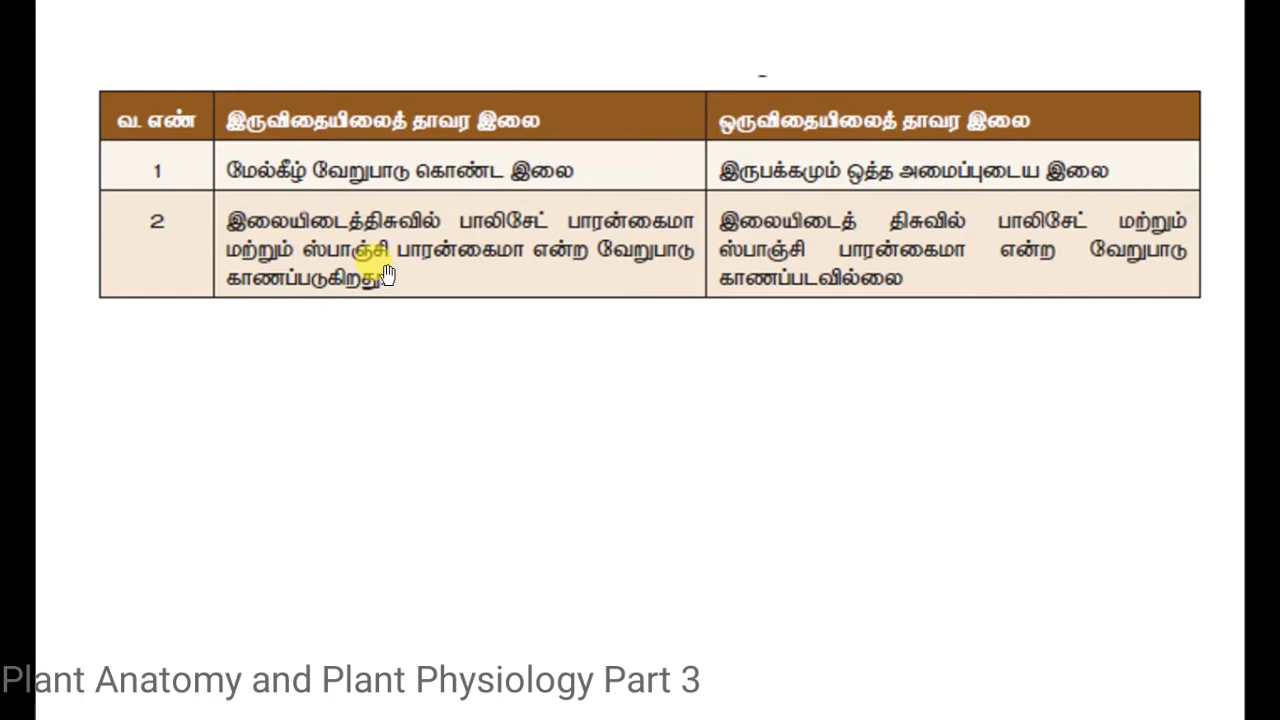 வ. எண் இருவிதையிலைத் தாவர இலை ஒருவிதையிலைத் தாவர இலை
1 மேல்கீழ் வேறுபாடு கொண்ட இலை இருபக்கமும் ஒத்த அமைப்புடைய இலை
2 இலையிடைத்திசுவில் பாலிசேட் பாரன்கைமா
மற்றும் ஸ்பாஞ்சி பாரன்கைமா என்ற வேறுபாடு
காணப்படுகிறது.
இலையிடைத் திசுவில் பாலிசேட் மற்றும்
ஸ்பாஞ்சி பாரன்கைமா என்ற வேறுபாடு
காணப்படவில்லை
Plant Anatomy and Plant Physiology Part 3